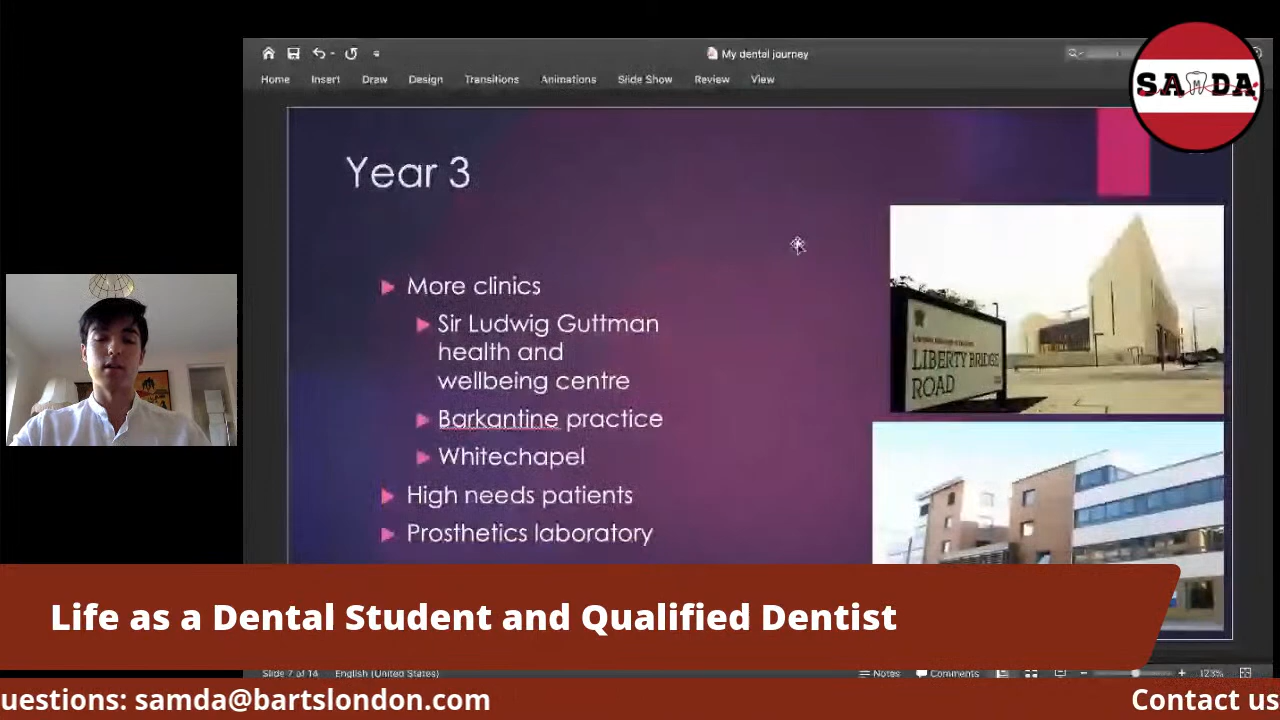 My dental journey
Home Insert Draw Design Transitions Animations Slide Show Review View
SAMDA
Year 3
More clinics
Sir Ludwig Guttman
health and
wellbeing centre
Barkantine practice
Whitechapel
High needs patients
Prosthetics laboratory
LIBERTY BRIDGE
ROAD
Life as a Dental Student and Qualified Dentist
Slide 7 of 14 English (United States) Notes Comments 123%
uestions: samda@bartslondon.com Contact us